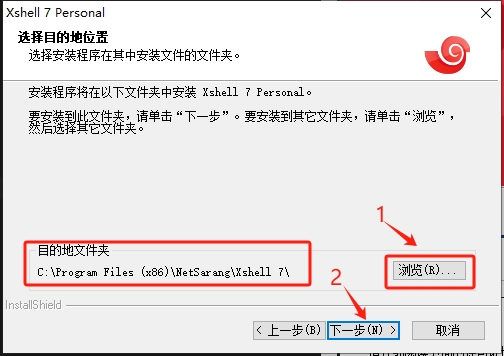 Xshell 7 Personal
选择目的地位置
选择安装程序在其中安装文件的文件夹。
安装程序将在以下文件夹中安装 Xshell 7 Personal。
要安装到此文件夹，请单击“下一步”。要安装到其它文件夹，请单击“浏览”，
然后选择其它文件夹。
1
目的地文件夹
C:\Program Files (x86)\NetSarang\Xshell 7\
浏览(R)...
2
InstallShield
< 上一步(B)
下一步(N) >
取消